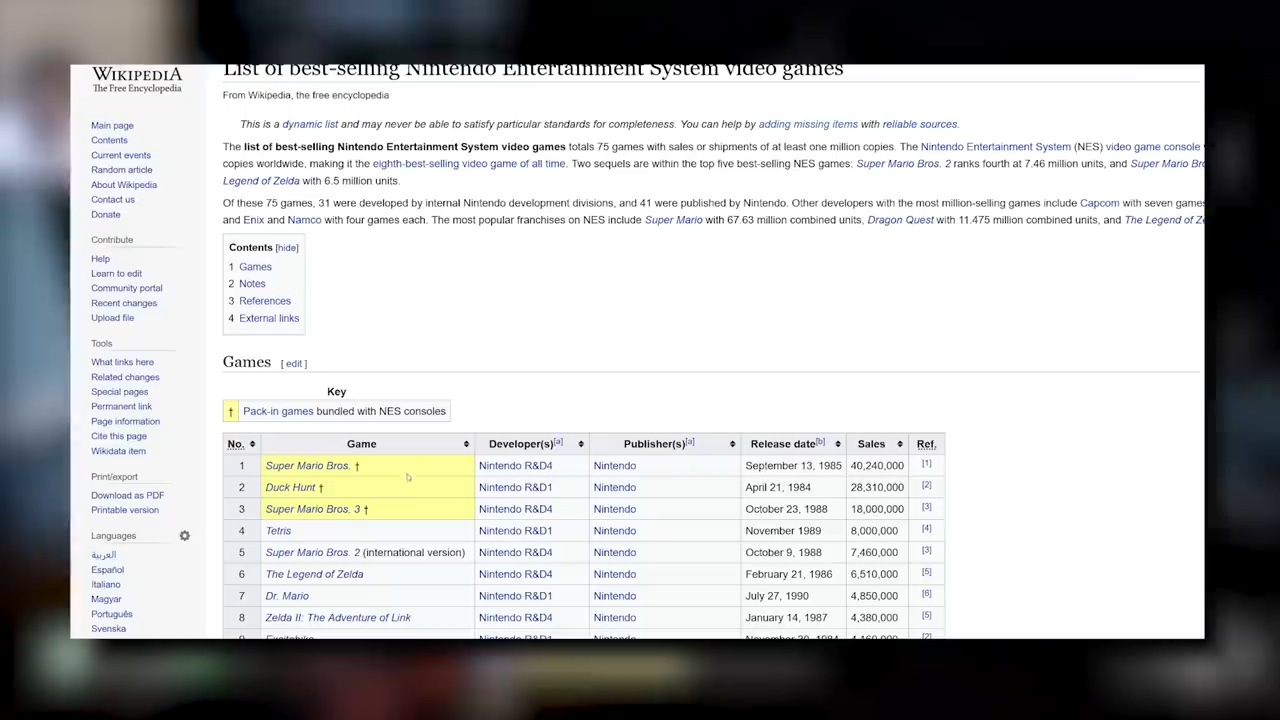 List of best-selling Nintendo Entertainment System video games
WIKIPEDIA
The Free Encyclopedia
From Wikipedia, the free encyclopedia
Main page
Contents
Current events
Random article
About Wikipedia
Contact us
Donate
Contribute
Help
Learn to edit
Community portal
Recent changes
Upload file
Tools
What links here
Related changes
Special pages
Permanent link
Page information
Cite this page
Wikidata item
Print/export
Download as PDF
Printable version
Languages
العربية
Español
Italiano
Magyar
Português
Svenska
This is a dynamic list and may never be able to satisfy particular standards for completeness. You can help by adding missing items with reliable sources.
The list of best-selling Nintendo Entertainment System video games totals 75 games with sales or shipments of at least one million copies. The Nintendo Entertainment System (NES) video game console
copies worldwide, making it the eighth-best-selling video game of all time. Two sequels are within the top five best-selling NES games: Super Mario Bros. 2 ranks fourth at 7.46 million units, and Super Mario Br
Legend of Zelda with 6.5 million units.
Of these 75 games, 31 were developed by internal Nintendo development divisions, and 41 were published by Nintendo. Other developers with the most million-selling games include Capcom with seven games
and Enix and Namco with four games each. The most popular franchises on NES include Super Mario with 67.63 million combined units, Dragon Quest with 11.475 million combined units, and The Legend of Ze
Contents [hide]
1 Games
2 Notes
3 References
4 External links
Games [ edit ]
Key
† Pack-in games bundled with NES consoles
No. Game Developer(s)[a] Publisher(s)[a] Release date[b] Sales Ref.
1 Super Mario Bros. † Nintendo R&D4 Nintendo September 13, 1985 40,240,000 [1]
2 Duck Hunt † Nintendo R&D1 Nintendo April 21, 1984 28,310,000 [2]
3 Super Mario Bros. 3 † Nintendo R&D4 Nintendo October 23, 1988 18,000,000 [3]
4 Tetris Nintendo R&D1 Nintendo November 1989 8,000,000 [4]
5 Super Mario Bros. 2 (international version) Nintendo R&D4 Nintendo October 9, 1988 7,460,000 [3]
6 The Legend of Zelda Nintendo R&D4 Nintendo February 21, 1986 6,510,000 [5]
7 Dr. Mario Nintendo R&D1 Nintendo July 27, 1990 4,850,000 [6]
8 Zelda II: The Adventure of Link Nintendo R&D4 Nintendo January 14, 1987 4,380,000 [5]
9 Excitebike Nintendo R&D1 Nintendo November 30, 1984 4,160,000 [2]